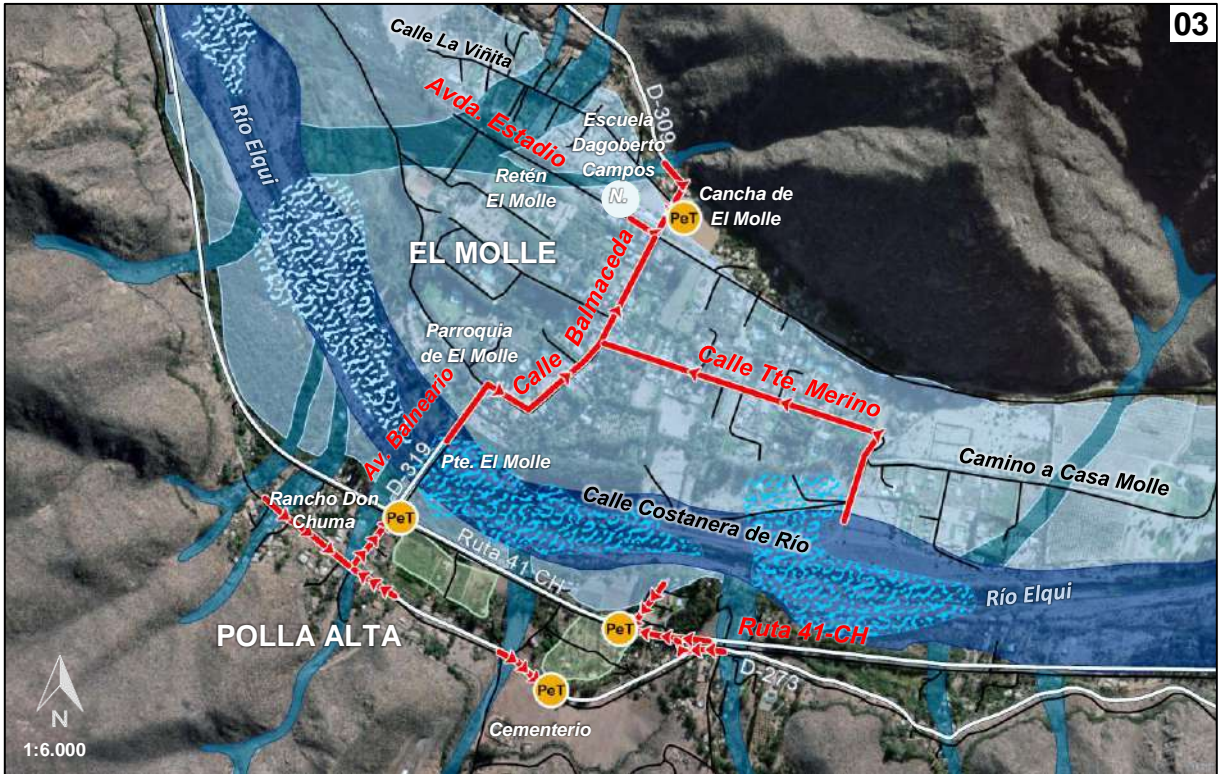 03
Calle La Viñita
Río Elqui
Avda. Estadio
D-309
Escuela
Dagoberto
Campos
Retén
El Molle
N.
Cancha de
El Molle
PeT
EL MOLLE
Calle Balmaceda
Parroquia
de El Molle
Calle Tte. Merino
Av. Balneario
D-319
Pte. El Molle
Camino a Casa Molle
Rancho Don
Chuma
PeT
Calle Costanera de Río
Ruta 41-CH
Río Elqui
POLLA ALTA
PeT
Ruta 41-CH
D-273
PeT
Cementerio
N
1:6.000